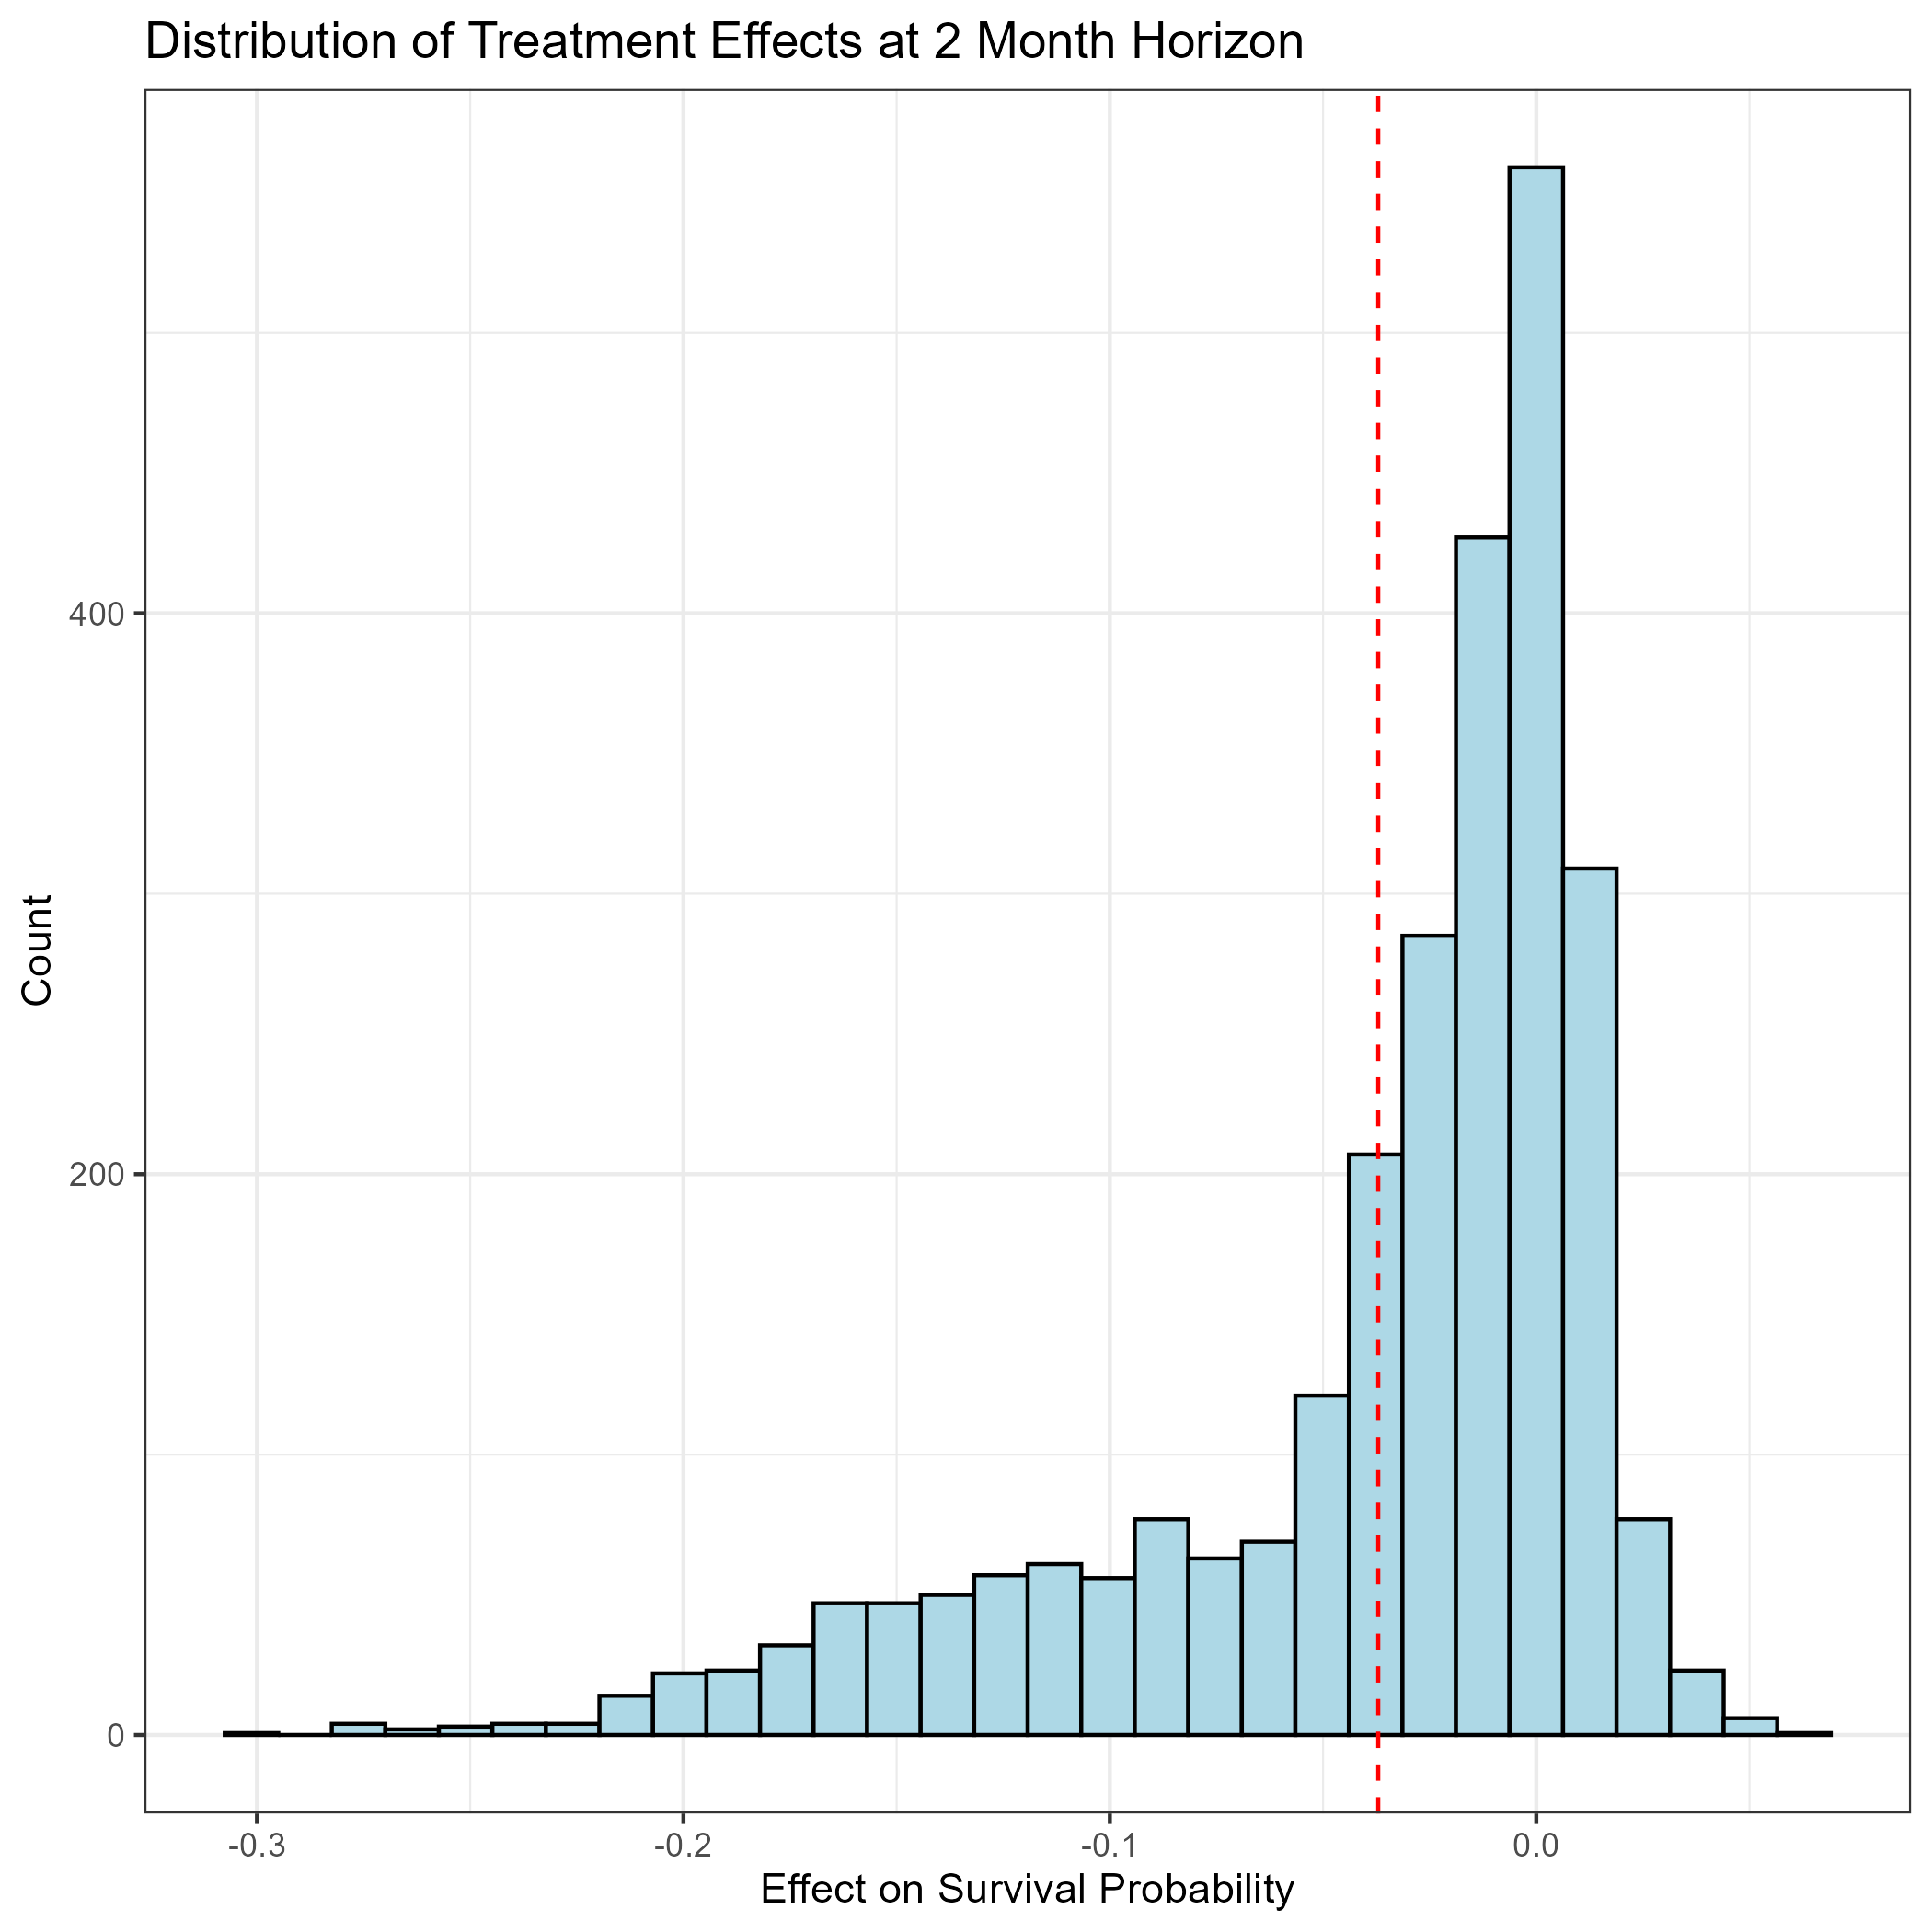 Distribution of Treatment Effects at 2 Month Horizon
Count
400
200
0
-0.3 -0.2 -0.1 0.0
Effect on Survival Probability